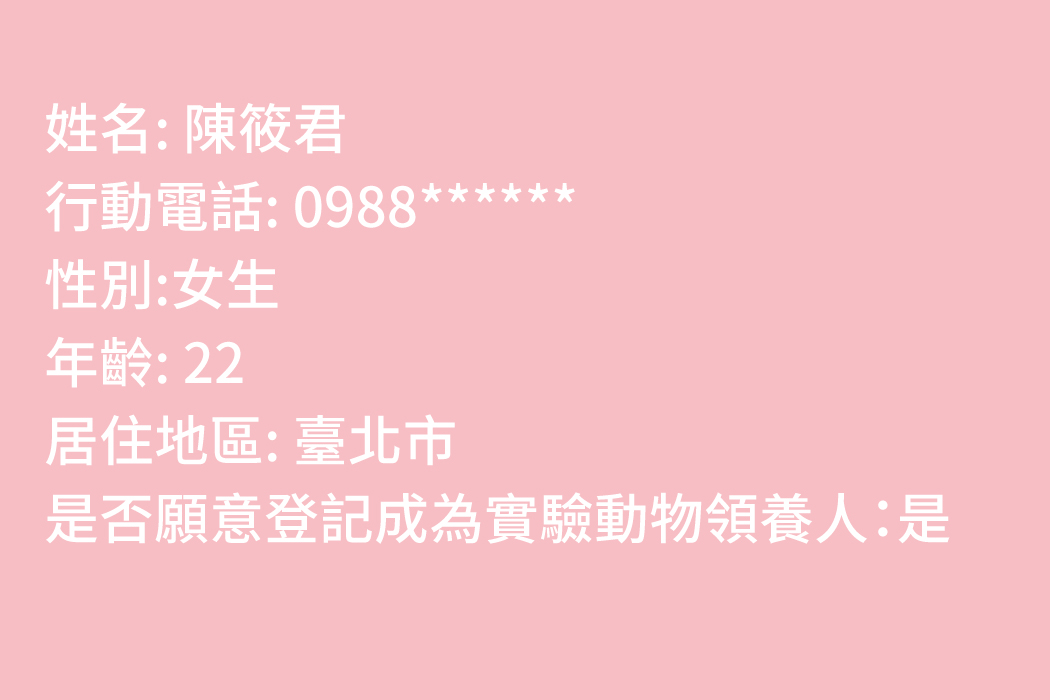 姓名: 陳筱君
行動電話: 0988******
性別:女生
年齡: 22
居住地區: 臺北市
是否願意登記成為實驗動物領養人：是